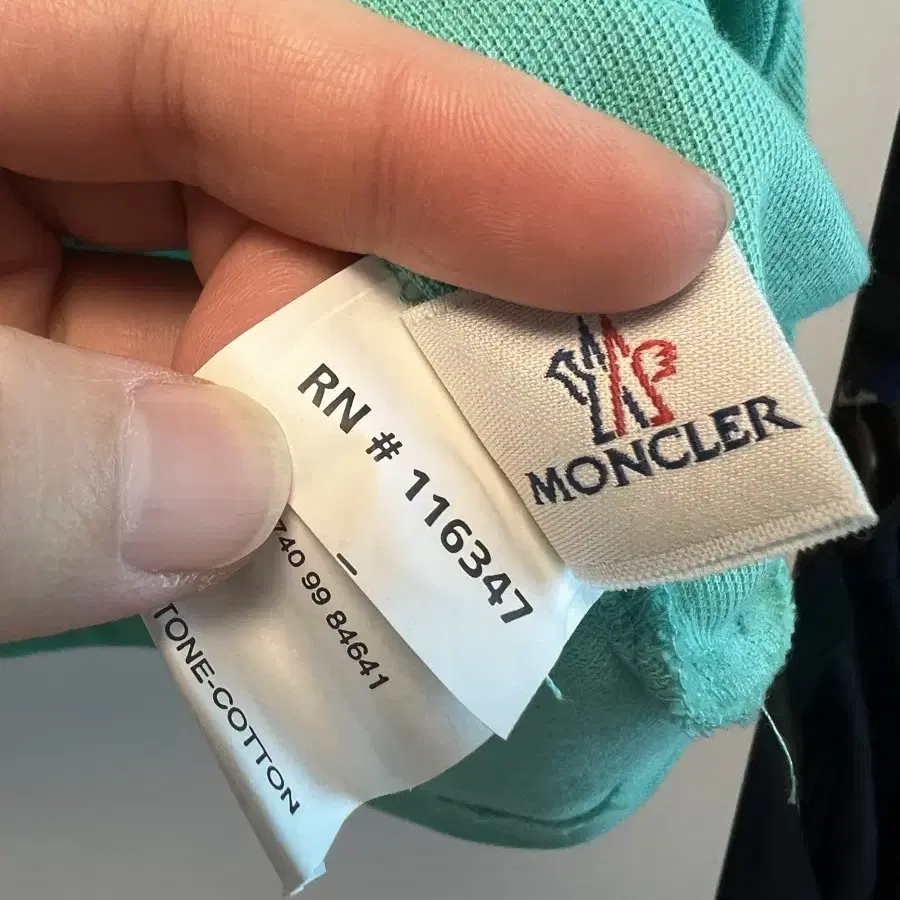 RN # 116347
MONCLER
740 99 84641
TONE-COTTON